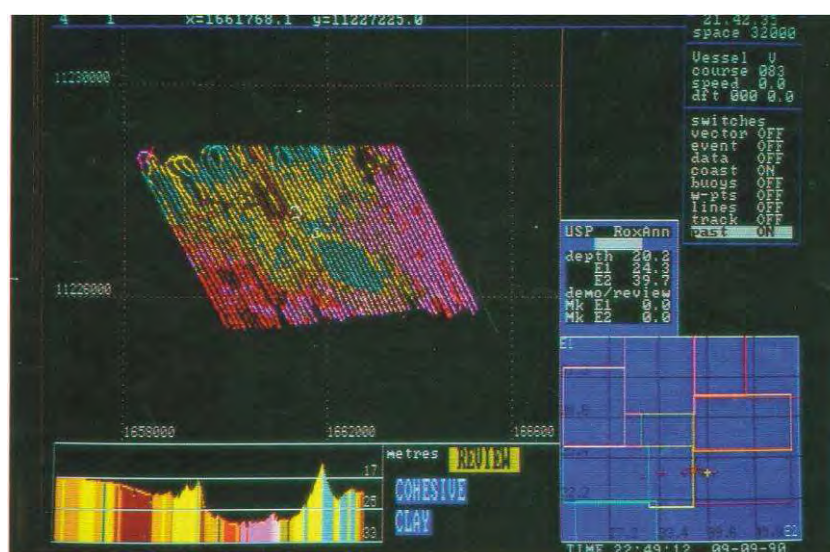 4 1 x=1661768.1 y=11227225.0
21.42.35
space 32000
Vessel V
course 083
speed 0.0
dft 000 0.0
switches
vector OFF
event OFF
data OFF
coast ON
buoys OFF
w-pts OFF
lines OFF
track OFF
past ON
11230000
11226000
1658000
1662000
166600
USP RoxAnn
depth 20.2
E1 24.3
E2 39.7
demo/review
Mk E1 0.0
Mk E2 0.0
E1
E2
metres REVIEW
COHESIVE
CLAY
17
25
33
TIME 22:49:12 09-09-90